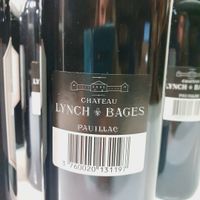 CHATEAU
LYNCH BAGES
PAUILLAC
3 760020 131197